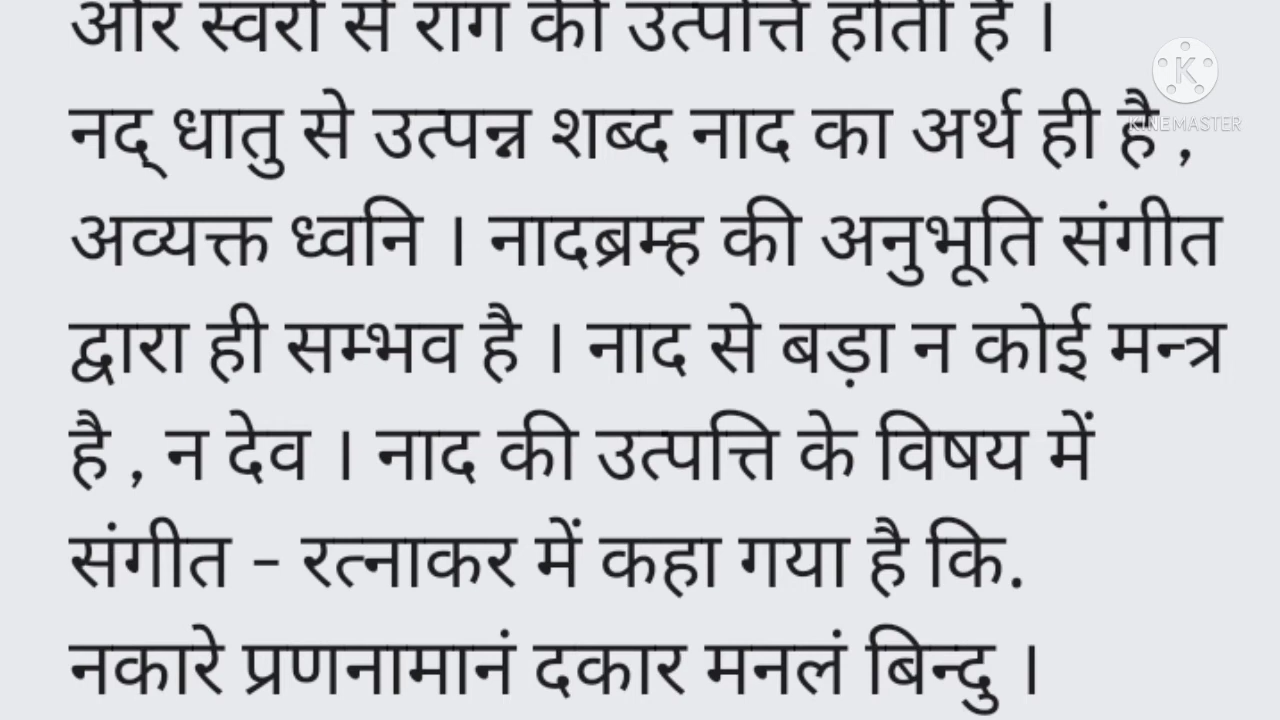 और स्वरों से राग की उत्पत्ति होती है ।
नद् धातु से उत्पन्न शब्द नाद का अर्थ ही है ,
KINEMASTER
अव्यक्त ध्वनि । नादब्रम्ह की अनुभूति संगीत
द्वारा ही सम्भव है । नाद से बड़ा न कोई मन्त्र
है , न देव । नाद की उत्पत्ति के विषय में
संगीत - रत्नाकर में कहा गया है कि.
नकारे प्रणनामानं दकार मनलं बिन्दु ।